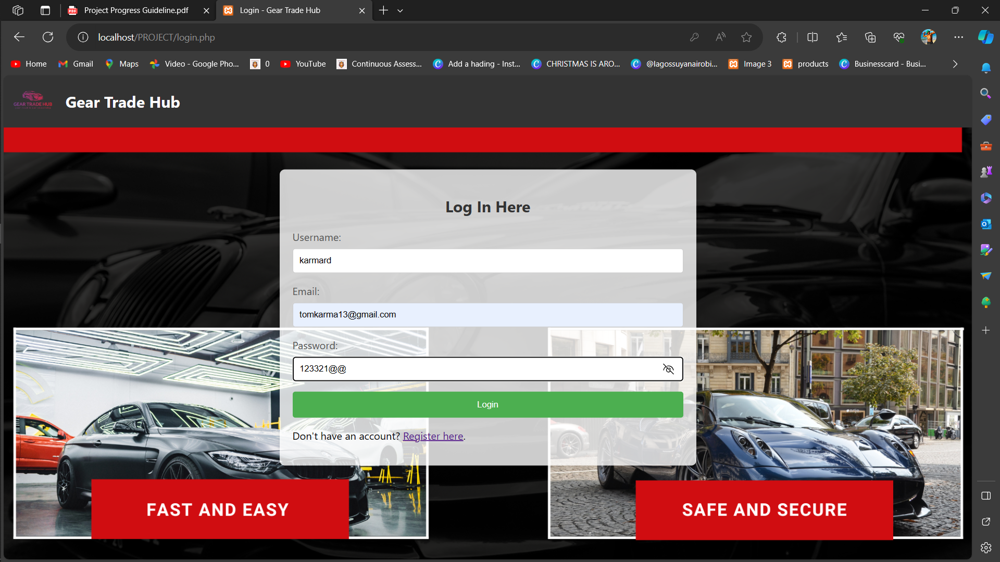 Project Progress Guideline.pdf
Login - Gear Trade Hub
localhost/PROJECT/login.php
Home
Gmail
Maps
Video - Google Pho...
0
YouTube
Continuous Assess...
Add a hading - Inst...
CHRISTMAS IS ARO...
@lagossuyanairobi...
Image 3
products
Businesscard - Busi...
GEAR TRADE HUB
Gear Trade Hub
Log In Here
Username:
karmard
Email:
tomkarma13@gmail.com
Password:
123321@@
Login
Don't have an account? Register here.
FAST AND EASY
SAFE AND SECURE